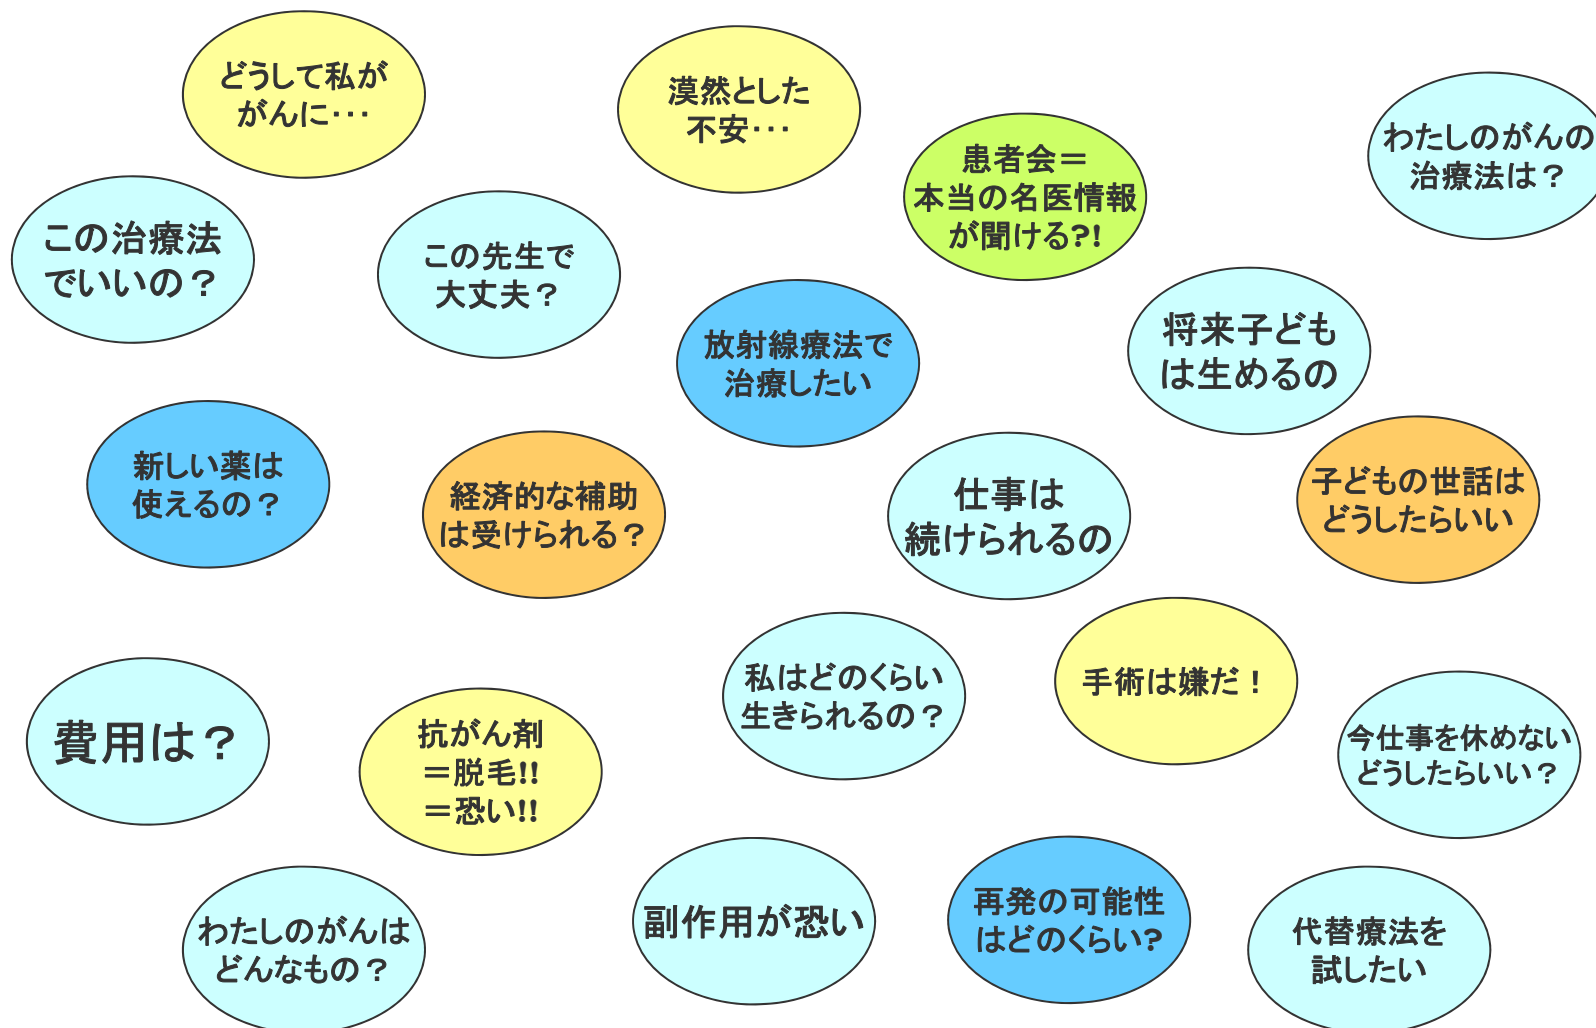 どうして私が
がんに･･･
漠然とした
不安･･･
患者会＝
本当の名医情報
が聞ける?!
わたしのがんの
治療法は？
この治療法
でいいの？
この先生で
大丈夫？
放射線療法で
治療したい
将来子ども
は生めるの
新しい薬は
使えるの？
経済的な補助
は受けられる？
仕事は
続けられるの
子どもの世話は
どうしたらいい
費用は？
抗がん剤
＝脱毛!!
＝恐い!!
私はどのくらい
生きられるの？
手術は嫌だ！
今仕事を休めない
どうしたらいい？
わたしのがんは
どんなもの？
副作用が恐い
再発の可能性
はどのくらい?
代替療法を
試したい